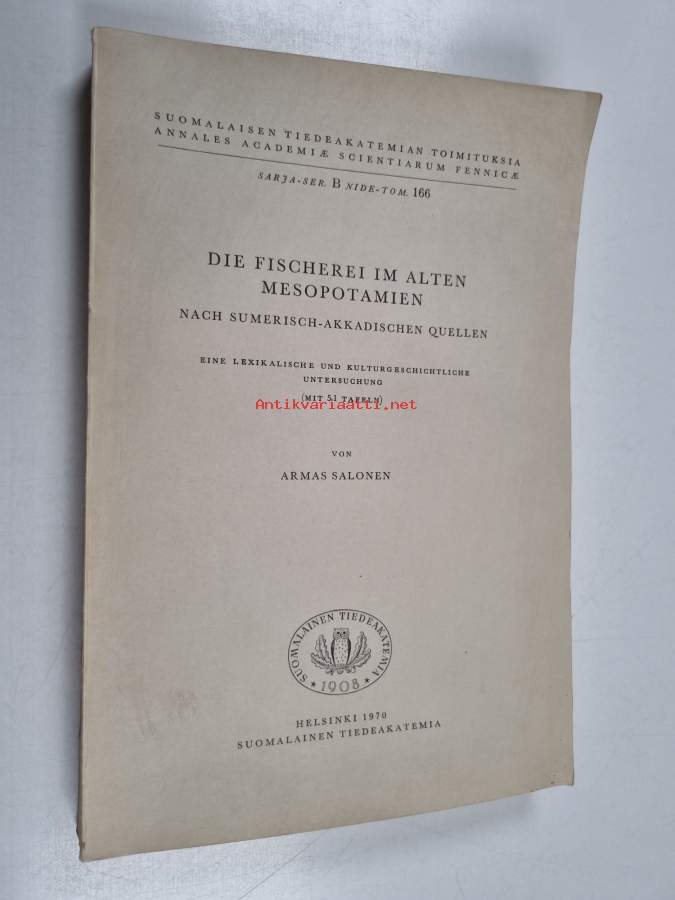 SUOMALAISEN TIEDEAKATEMIAN TOIMITUKSIA
ANNALES ACADEMIÆ SCIENTIARUM FENNICÆ
SARJA-SER. B NIDE-TOM. 166
DIE FISCHEREI IM ALTEN
MESOPOTAMIEN
NACH SUMERISCH-AKKADISCHEN QUELLEN
EINE LEXIKALISCHE UND KULTURGESCHICHTLICHE
UNTERSUCHUNG
(MIT 51 TAFELN)
Antikvariaatti.net
VON
ARMAS SALONEN
SUOMALAINEN TIEDEAKATEMIA
1908
HELSINKI 1970
SUOMALAINEN TIEDEAKATEMIA